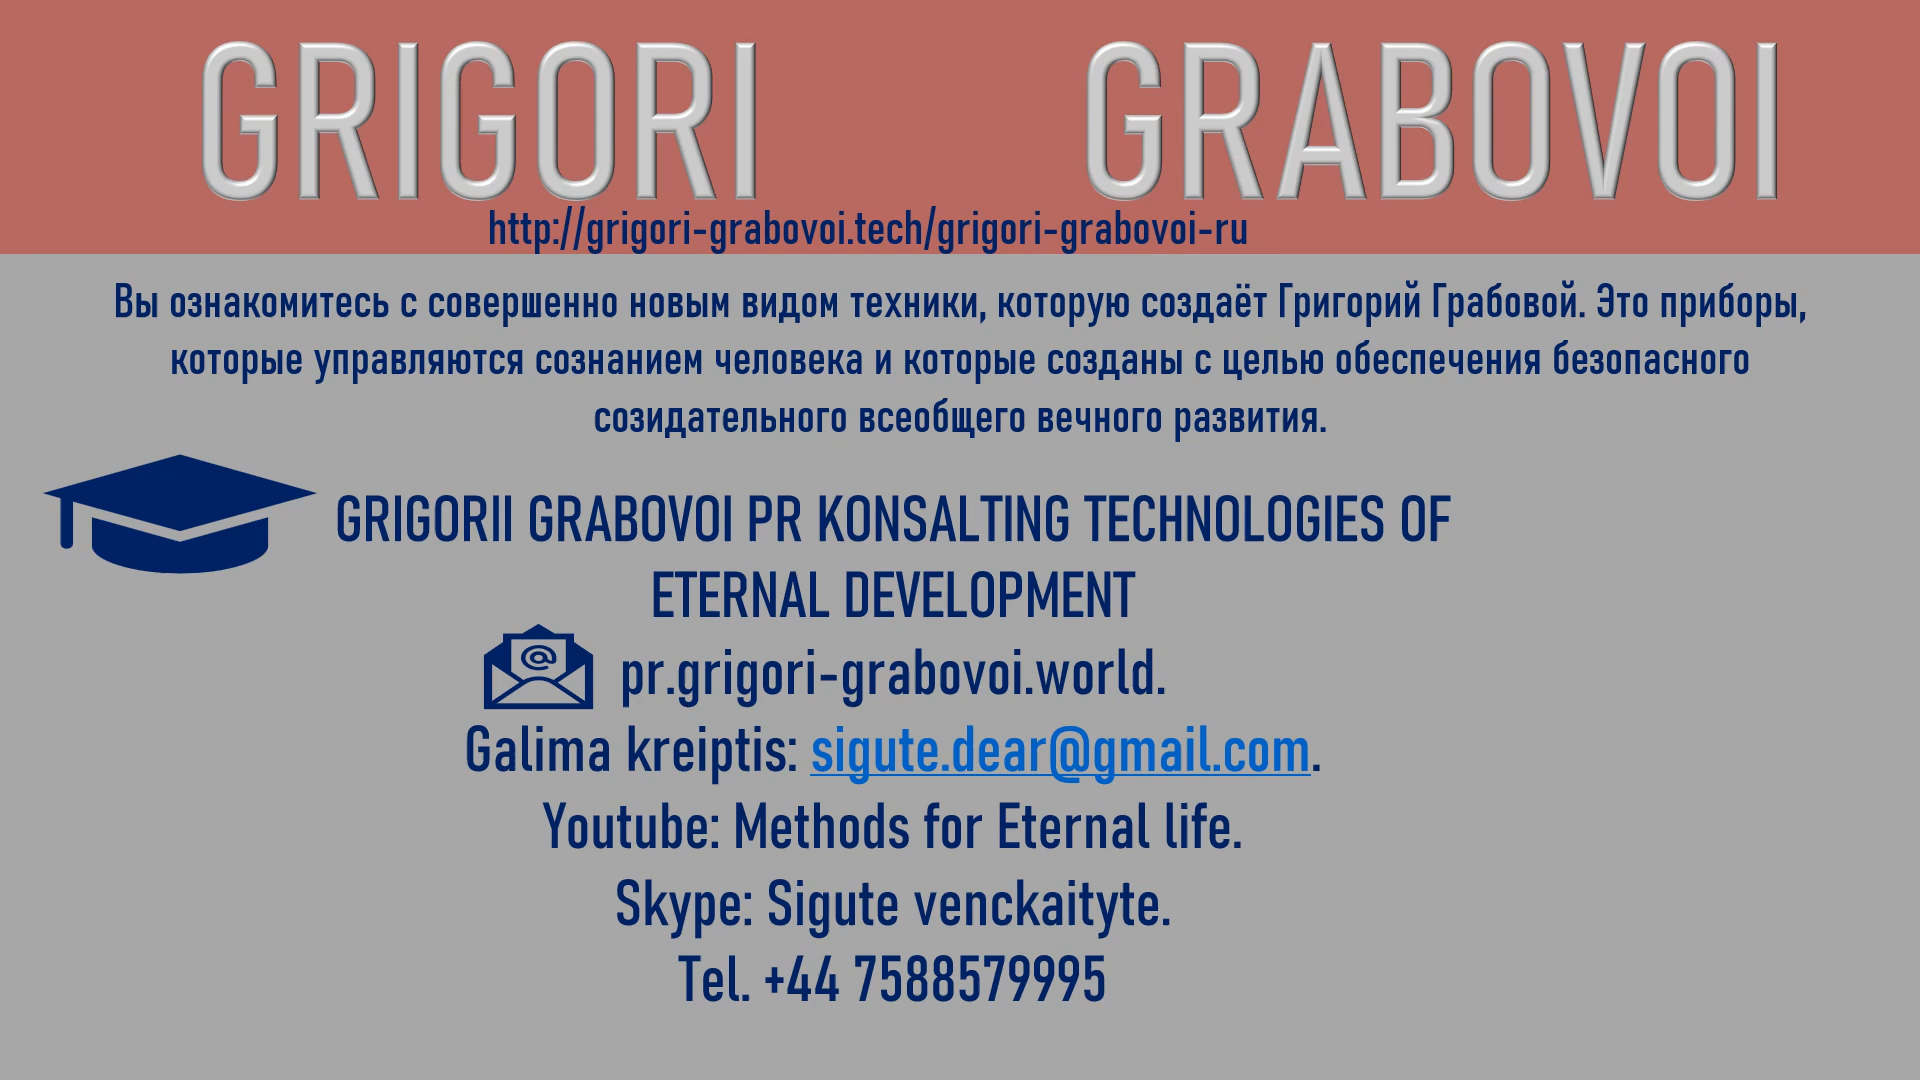 GRIGORI GRABOVOI
http://grigori-grabovoi.tech/grigori-grabovoi-ru
Вы ознакомитесь с совершенно новым видом техники, которую создаёт Григорий Грабовой. Это приборы,
которые управляются сознанием человека и которые созданы с целью обеспечения безопасного
созидательного всеобщего вечного развития.
GRIGORII GRABOVOI PR KONSALTING TECHNOLOGIES OF
ETERNAL DEVELOPMENT
pr.grigori-grabovoi.world.
Galima kreiptis: sigute.dear@gmail.com.
Youtube: Methods for Eternal life.
Skype: Sigute venckaityte.
Tel. +44 7588579995